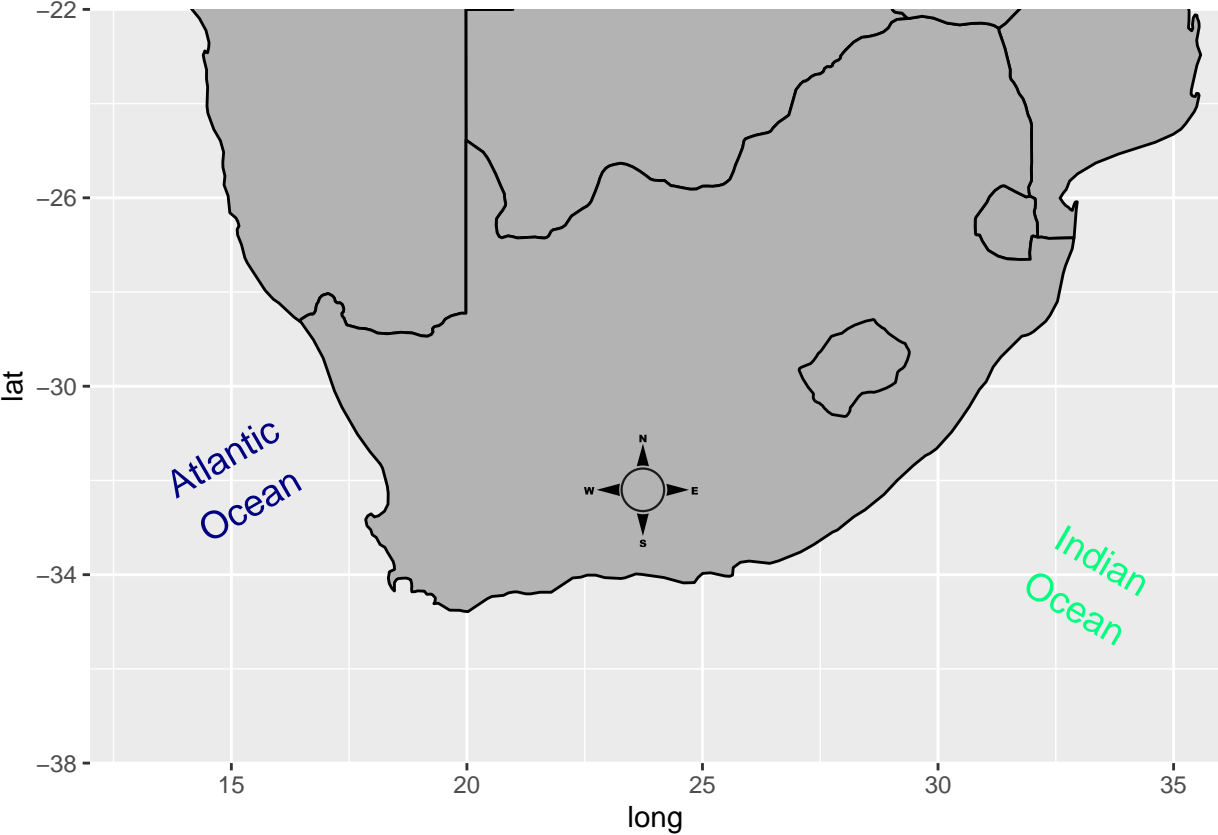 −22
−26
−30
−34
−38
lat
Atlantic
Ocean
N
W E
S
Indian
Ocean
15 20 25 30 35
long